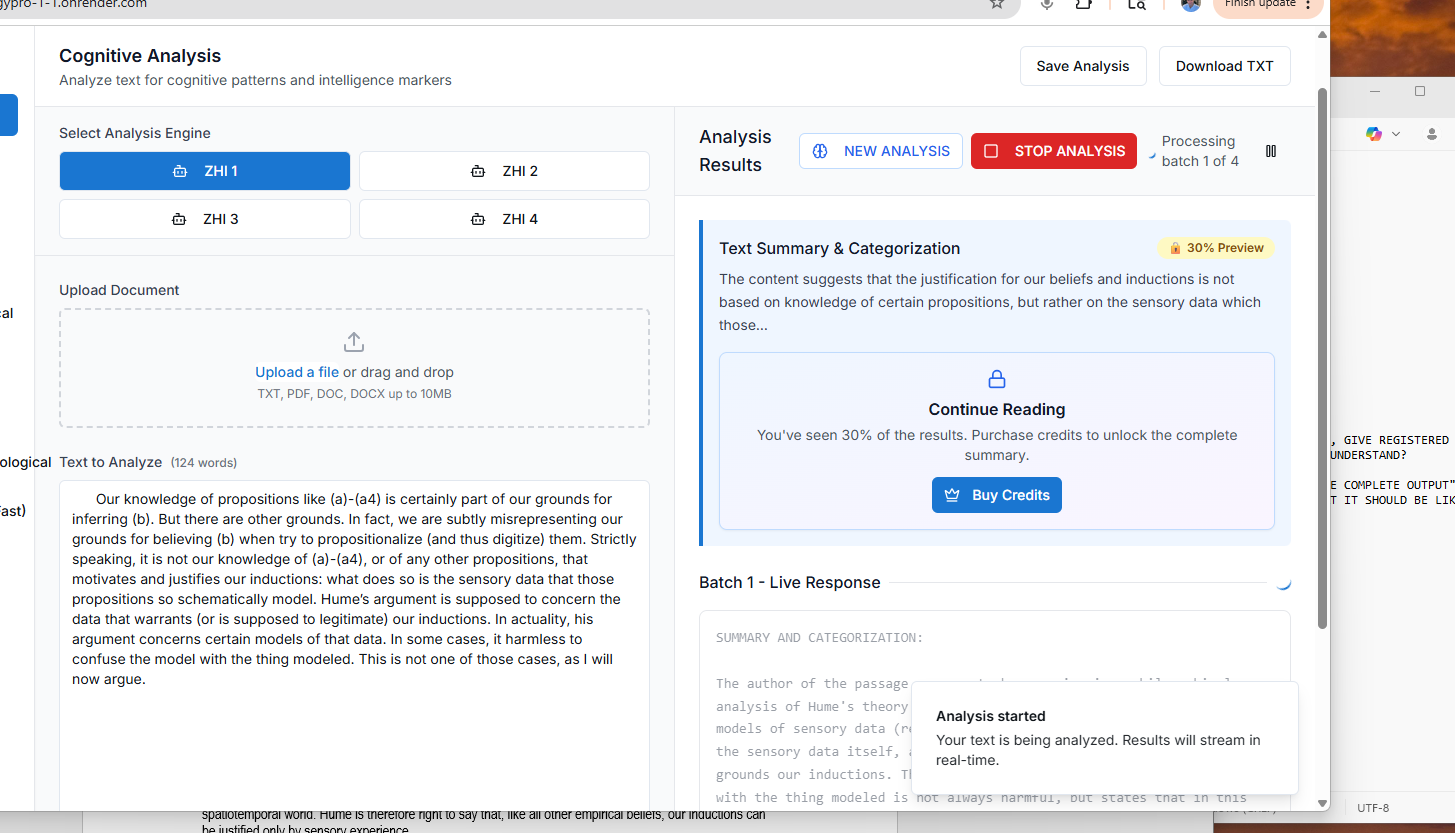 gypro-1-1.onrender.com
Finish update
Cognitive Analysis
Analyze text for cognitive patterns and intelligence markers
Save Analysis
Download TXT
Select Analysis Engine
ZHI 1
ZHI 2
ZHI 3
ZHI 4
Upload Document
Upload a file or drag and drop
TXT, PDF, DOC, DOCX up to 10MB
Text to Analyze (124 words)
Our knowledge of propositions like (a)-(a4) is certainly part of our grounds for
inferring (b). But there are other grounds. In fact, we are subtly misrepresenting our
grounds for believing (b) when try to propositionalize (and thus digitize) them. Strictly
speaking, it is not our knowledge of (a)-(a4), or of any other propositions, that
motivates and justifies our inductions: what does so is the sensory data that those
propositions so schematically model. Hume's argument is supposed to concern the
data that warrants (or is supposed to legitimate) our inductions. In actuality, his
argument concerns certain models of that data. In some cases, it harmless to
confuse the model with the thing modeled. This is not one of those cases, as I will
now argue.
Analysis
Results
NEW ANALYSIS
STOP ANALYSIS
Processing
batch 1 of 4
Text Summary & Categorization
30% Preview
The content suggests that the justification for our beliefs and inductions is not
based on knowledge of certain propositions, but rather on the sensory data which
those...
Continue Reading
You've seen 30% of the results. Purchase credits to unlock the complete
summary.
Buy Credits
Batch 1 - Live Response
SUMMARY AND CATEGORIZATION:
The author of the passage
analysis of Hume's theory
models of sensory data
the sensory data itself,
grounds our inductions.
with the thing modeled is not always harmful, but states that in this
Analysis started
Your text is being analyzed. Results will stream in
real-time.
, GIVE REGISTERED
UNDERSTAND?
E COMPLETE OUTPUT"
T IT SHOULD BE LIK
UTF-8
spatiotemporal world. Hume is therefore right to say that, like all other empirical beliefs, our inductions can
be justified only by sensory experience